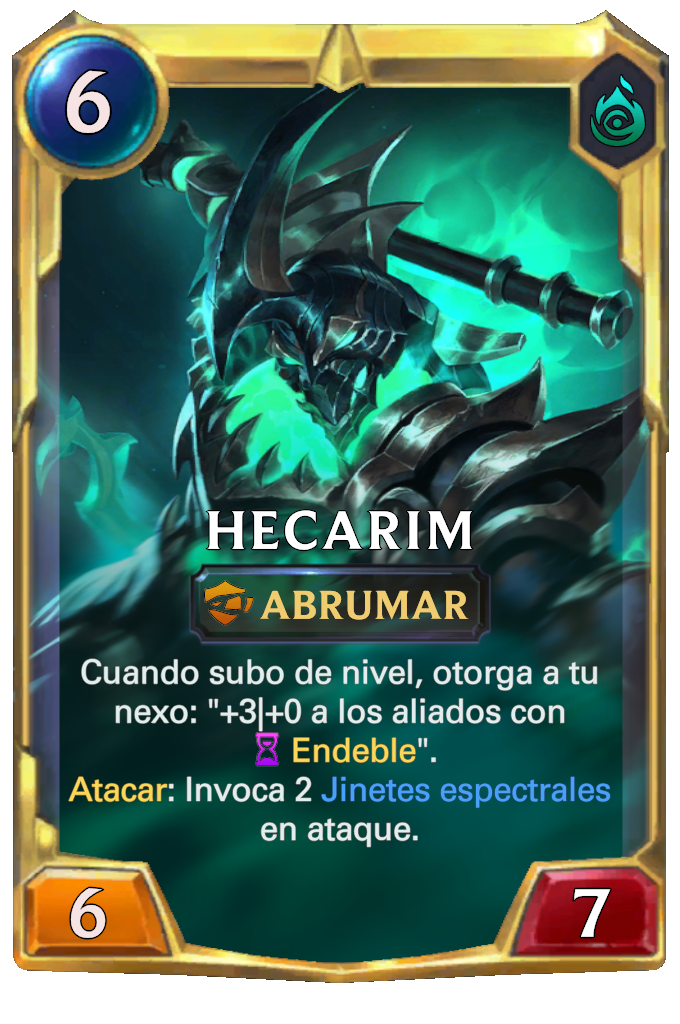 6
HECARIM
ABRUMAR
Cuando subo de nivel, otorga a tu
nexo: "+3|+0 a los aliados con
Endeble".
Atacar: Invoca 2 Jinetes espectrales
en ataque.
6
7